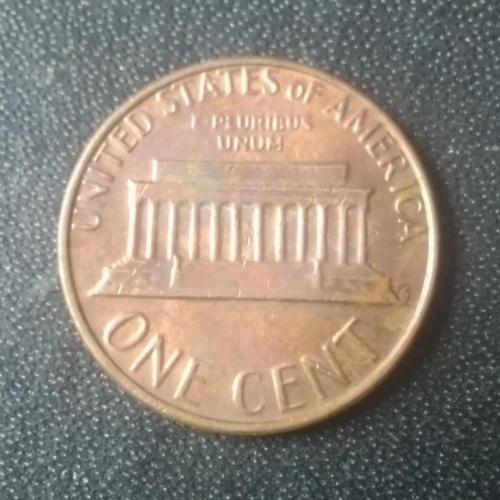 UNITED STATES OF AMERICA
E·PLURIBUS
UNUM
ONE CENT